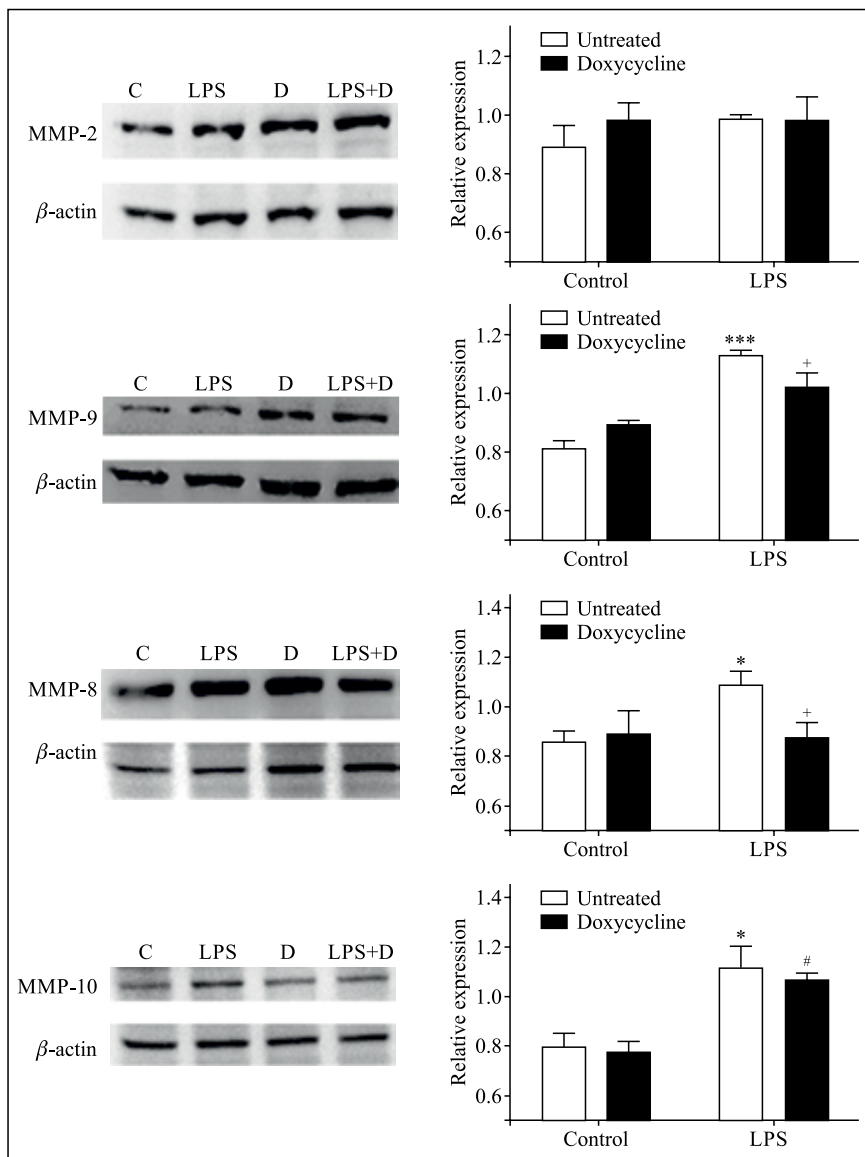 C LPS D LPS+D
MMP-2
β-actin
Relative expression
Untreated
Doxycycline
1.2
1.0
0.8
0.6
Control LPS
C LPS D LPS+D
MMP-9
β-actin
Relative expression
Untreated
Doxycycline
1.2
***
+
1.0
0.8
0.6
Control LPS
C LPS D LPS+D
MMP-8
β-actin
Relative expression
Untreated
Doxycycline
1.4
1.2
*
+
1.0
0.8
0.6
Control LPS
C LPS D LPS+D
MMP-10
β-actin
Relative expression
Untreated
Doxycycline
1.4
*
1.2
#
1.0
0.8
0.6
Control LPS